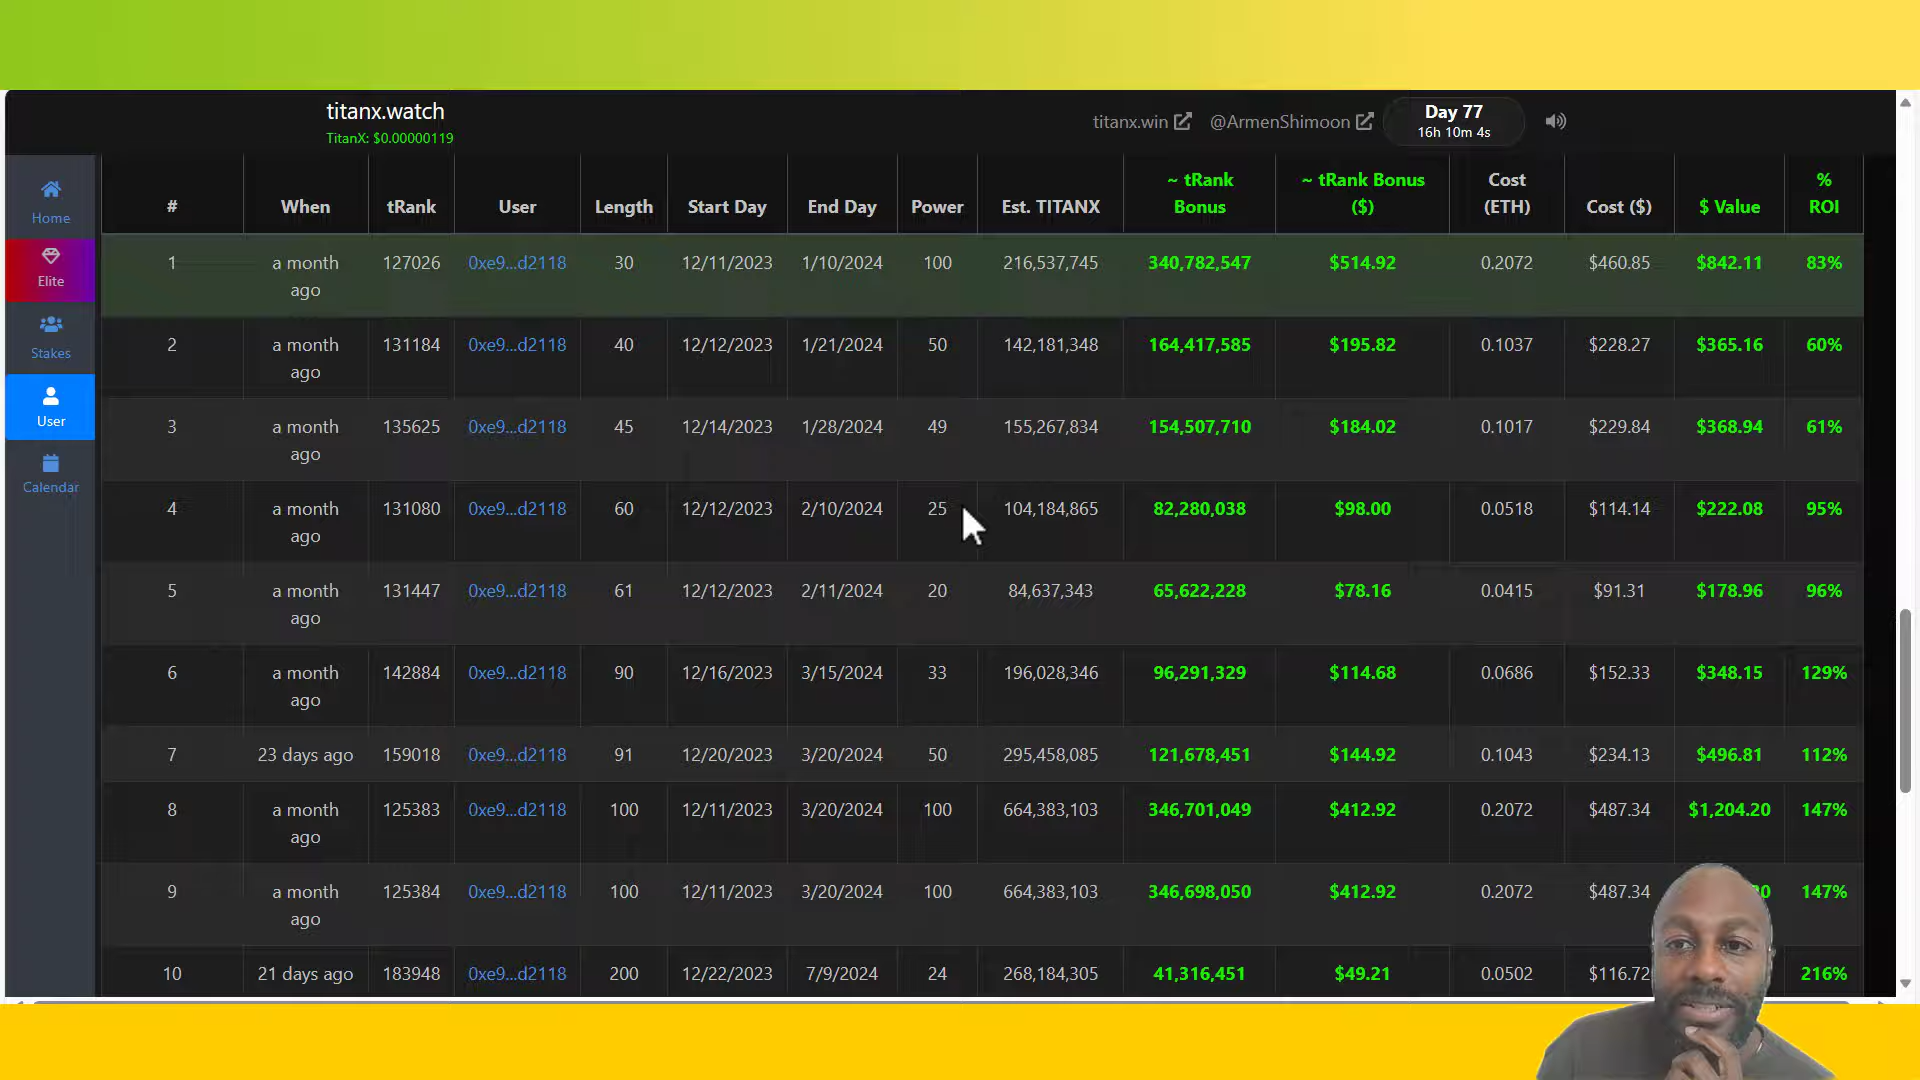 titanx.watch
TitanX: $0.00000119
titanx.win
@ArmenShimoon
Day 77
16h 10m 4s
Home
Elite
Stakes
User
Calendar
# When tRank User Length Start Day End Day Power Est. TITANX ~ tRank Bonus ~ tRank Bonus ($) Cost (ETH) Cost ($) $ Value % ROI
1 a month ago 127026 0xe9...d2118 30 12/11/2023 1/10/2024 100 216,537,745 340,782,547 $514.92 0.2072 $460.85 $842.11 83%
2 a month ago 131184 0xe9...d2118 40 12/12/2023 1/21/2024 50 142,181,348 164,417,585 $195.82 0.1037 $228.27 $365.16 60%
3 a month ago 135625 0xe9...d2118 45 12/14/2023 1/28/2024 49 155,267,834 154,507,710 $184.02 0.1017 $229.84 $368.94 61%
4 a month ago 131080 0xe9...d2118 60 12/12/2023 2/10/2024 25 104,184,865 82,280,038 $98.00 0.0518 $114.14 $222.08 95%
5 a month ago 131447 0xe9...d2118 61 12/12/2023 2/11/2024 20 84,637,343 65,622,228 $78.16 0.0415 $91.31 $178.96 96%
6 a month ago 142884 0xe9...d2118 90 12/16/2023 3/15/2024 33 196,028,346 96,291,329 $114.68 0.0686 $152.33 $348.15 129%
7 23 days ago 159018 0xe9...d2118 91 12/20/2023 3/20/2024 50 295,458,085 121,678,451 $144.92 0.1043 $234.13 $496.81 112%
8 a month ago 125383 0xe9...d2118 100 12/11/2023 3/20/2024 100 664,383,103 346,701,049 $412.92 0.2072 $487.34 $1,204.20 147%
9 a month ago 125384 0xe9...d2118 100 12/11/2023 3/20/2024 100 664,383,103 346,698,050 $412.92 0.2072 $487.34 147%
10 21 days ago 183948 0xe9...d2118 200 12/22/2023 7/9/2024 24 268,184,305 41,316,451 $49.21 0.0502 $116.72 216%